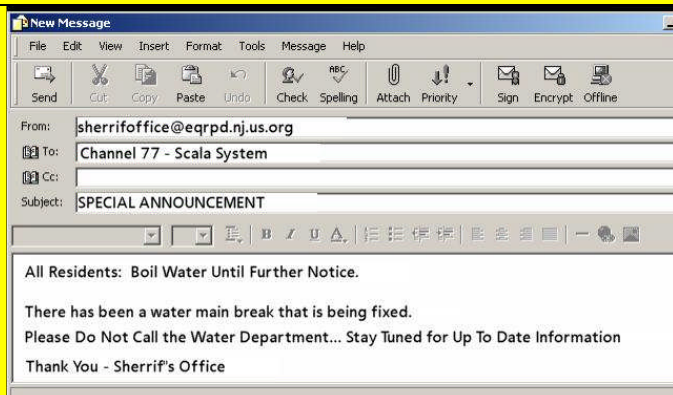 New Message
File Edit View Insert Format Tools Message Help
ABC
Send Cut Copy Paste Undo Check Spelling Attach Priority Sign Encrypt Offline
From: sherrifoffice@eqrpd.nj.us.org
To: Channel 77 - Scala System
Cc:
Subject: SPECIAL ANNOUNCEMENT
B I U A
All Residents: Boil Water Until Further Notice.
There has been a water main break that is being fixed.
Please Do Not Call the Water Department... Stay Tuned for Up To Date Information
Thank You - Sherrif"s Office